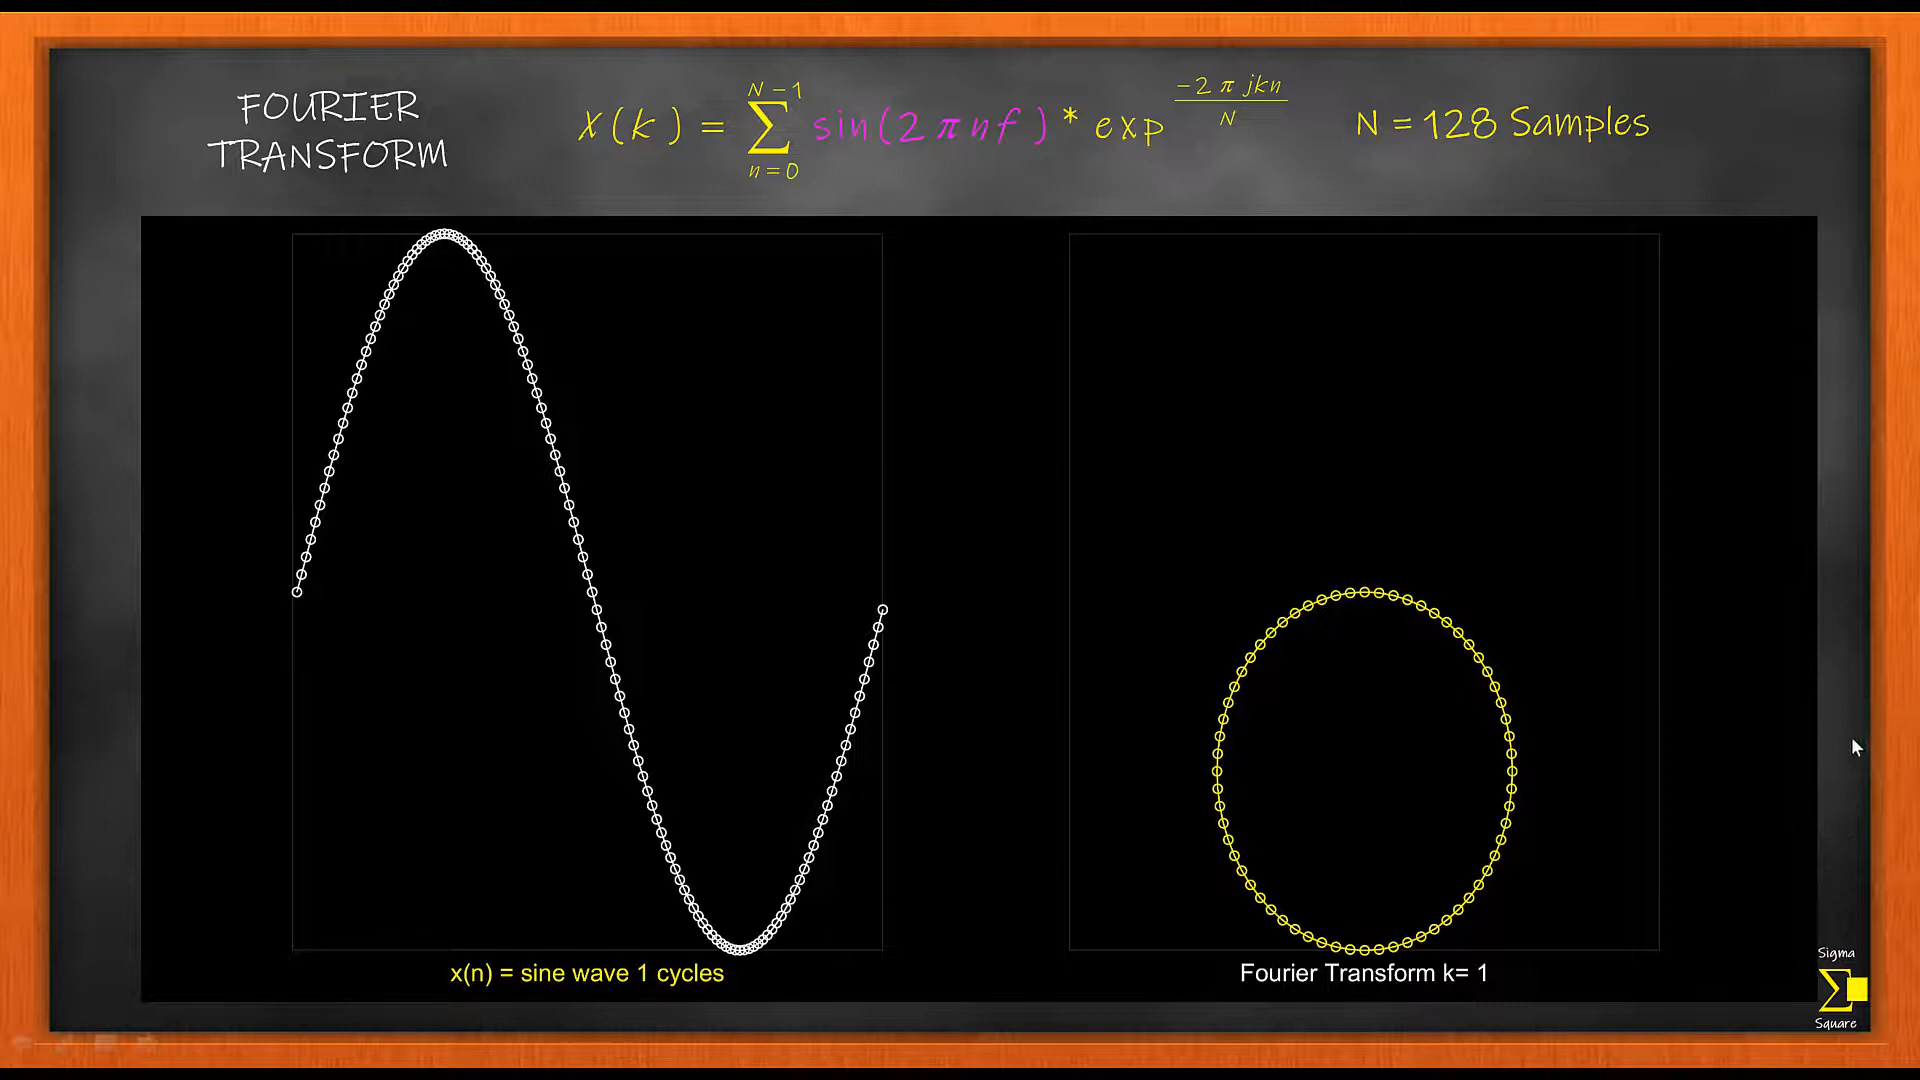 FOURIER
TRANSFORM
N-1
X(k) = ∑ sin(2πnf) * exp
n=0
-2πjkn
N
N = 128 Samples
x(n) = sine wave 1 cycles
Fourier Transform k= 1
Sigma
Σ
Square